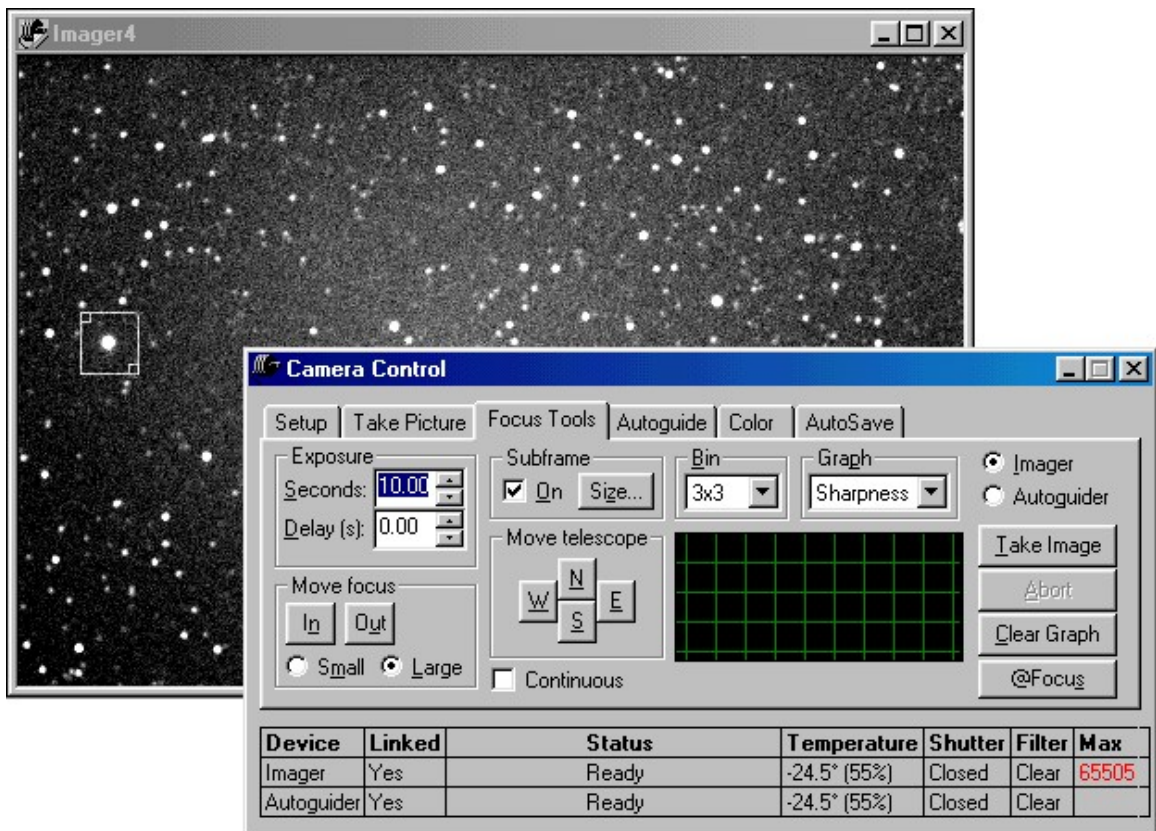 Imager4
Camera Control
Setup Take Picture Focus Tools Autoguide Color AutoSave
Exposure Subframe Bin Graph Imager
Seconds: 10.00 On Size... 3x3 Sharpness Autoguider
Delay (s): 0.00 Move telescope Take Image
Move focus N Abort
In Out W E Clear Graph
S
Small Large Continuous @Focus
Device Linked Status Temperature Shutter Filter Max
Imager Yes Ready -24.5° (55%) Closed Clear 65505
Autoguider Yes Ready -24.5° (55%) Closed Clear